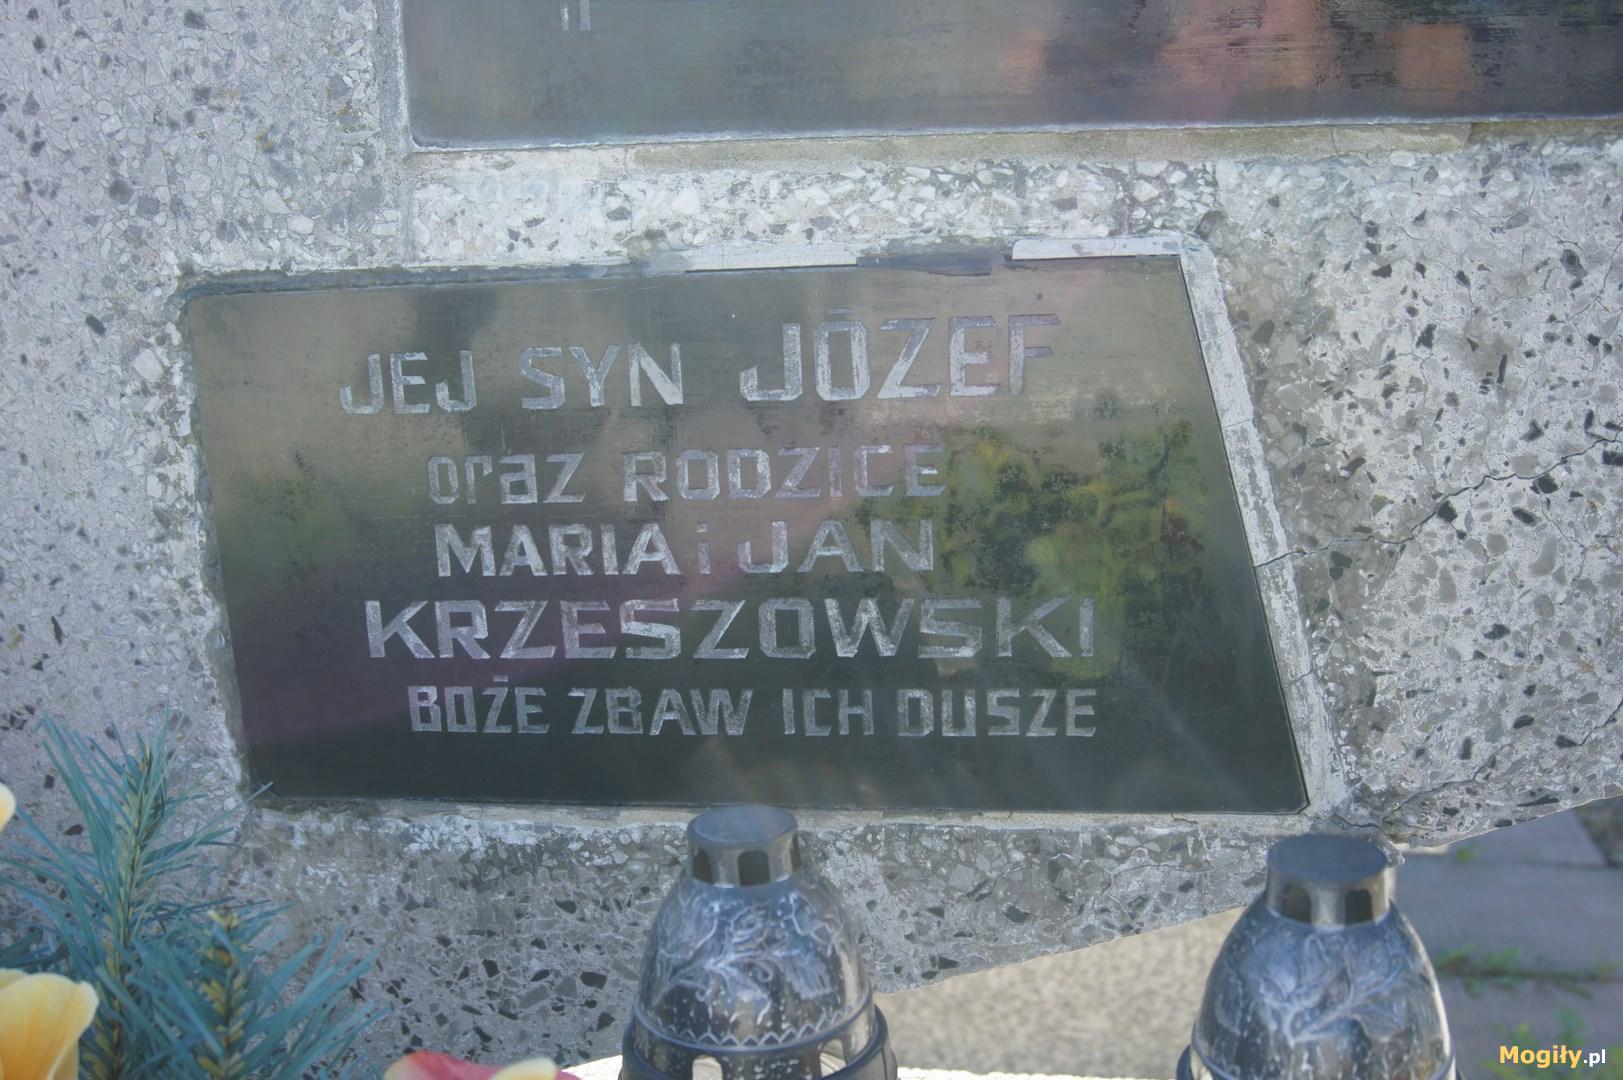 JEJ SYN JÓZEF
oraz RODZICE
MARIA i JAN
KRZESZOWSKI
BOŻE ZBAW ICH DUSZE
Mogiły.pl